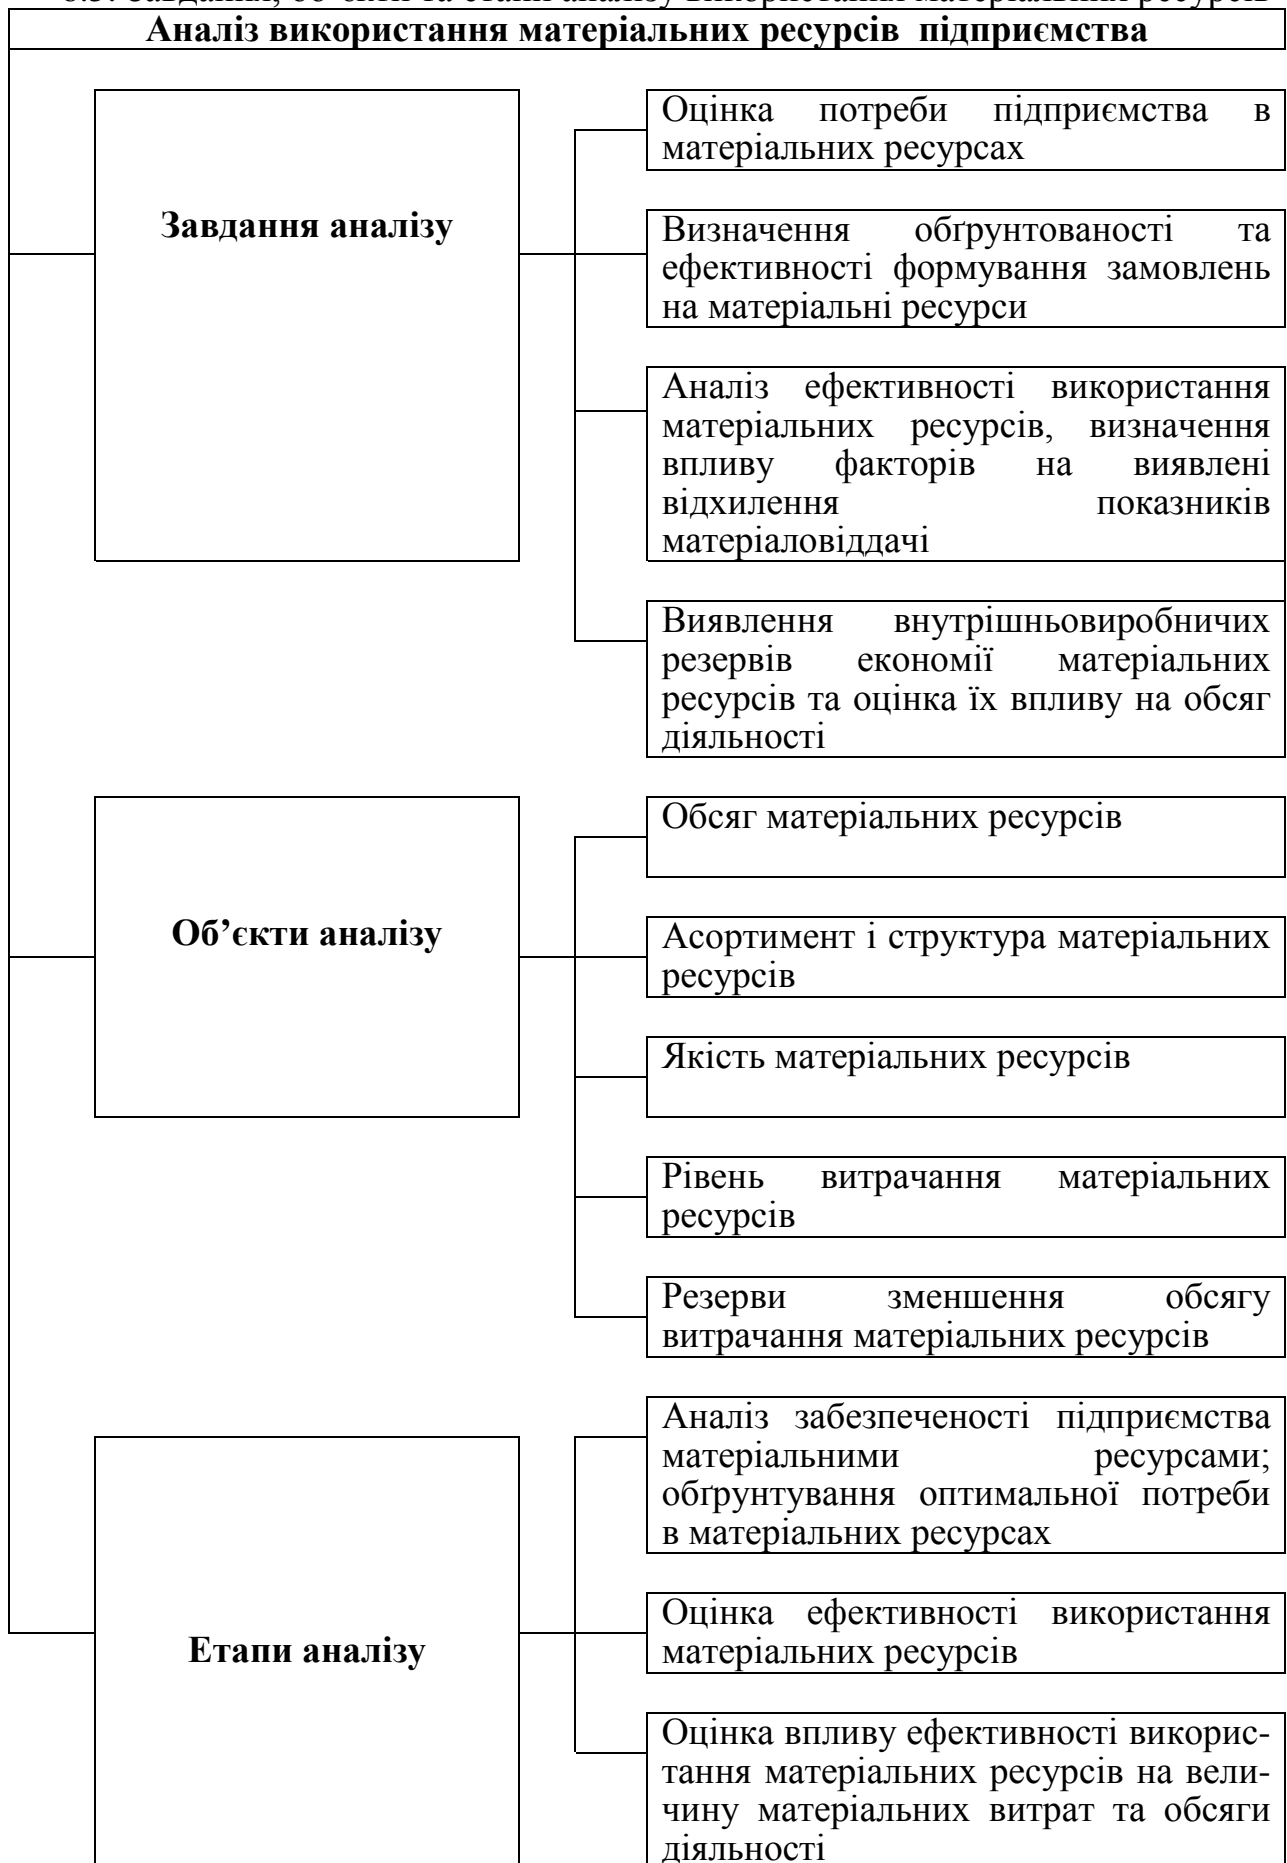 Аналіз використання матеріальних ресурсів підприємства
Завдання аналізу
Оцінка потреби підприємства в
матеріальних ресурсах
Визначення обґрунтованості та
ефективності формування замовлень
на матеріальні ресурси
Аналіз ефективності використання
матеріальних ресурсів, визначення
впливу факторів на виявлені
відхилення показників
матеріаловіддачі
Виявлення внутрішньовиробничих
резервів економії матеріальних
ресурсів та оцінка їх впливу на обсяг
діяльності
Об’єкти аналізу
Обсяг матеріальних ресурсів
Асортимент і структура матеріальних
ресурсів
Якість матеріальних ресурсів
Рівень витрачання матеріальних
ресурсів
Резерви зменшення обсягу
витрачання матеріальних ресурсів
Етапи аналізу
Аналіз забезпеченості підприємства
матеріальними ресурсами;
обґрунтування оптимальної потреби
в матеріальних ресурсах
Оцінка ефективності використання
матеріальних ресурсів
Оцінка впливу ефективності використ-
тання матеріальних ресурсів на вели-
чину матеріальних витрат та обсяги
діяльності